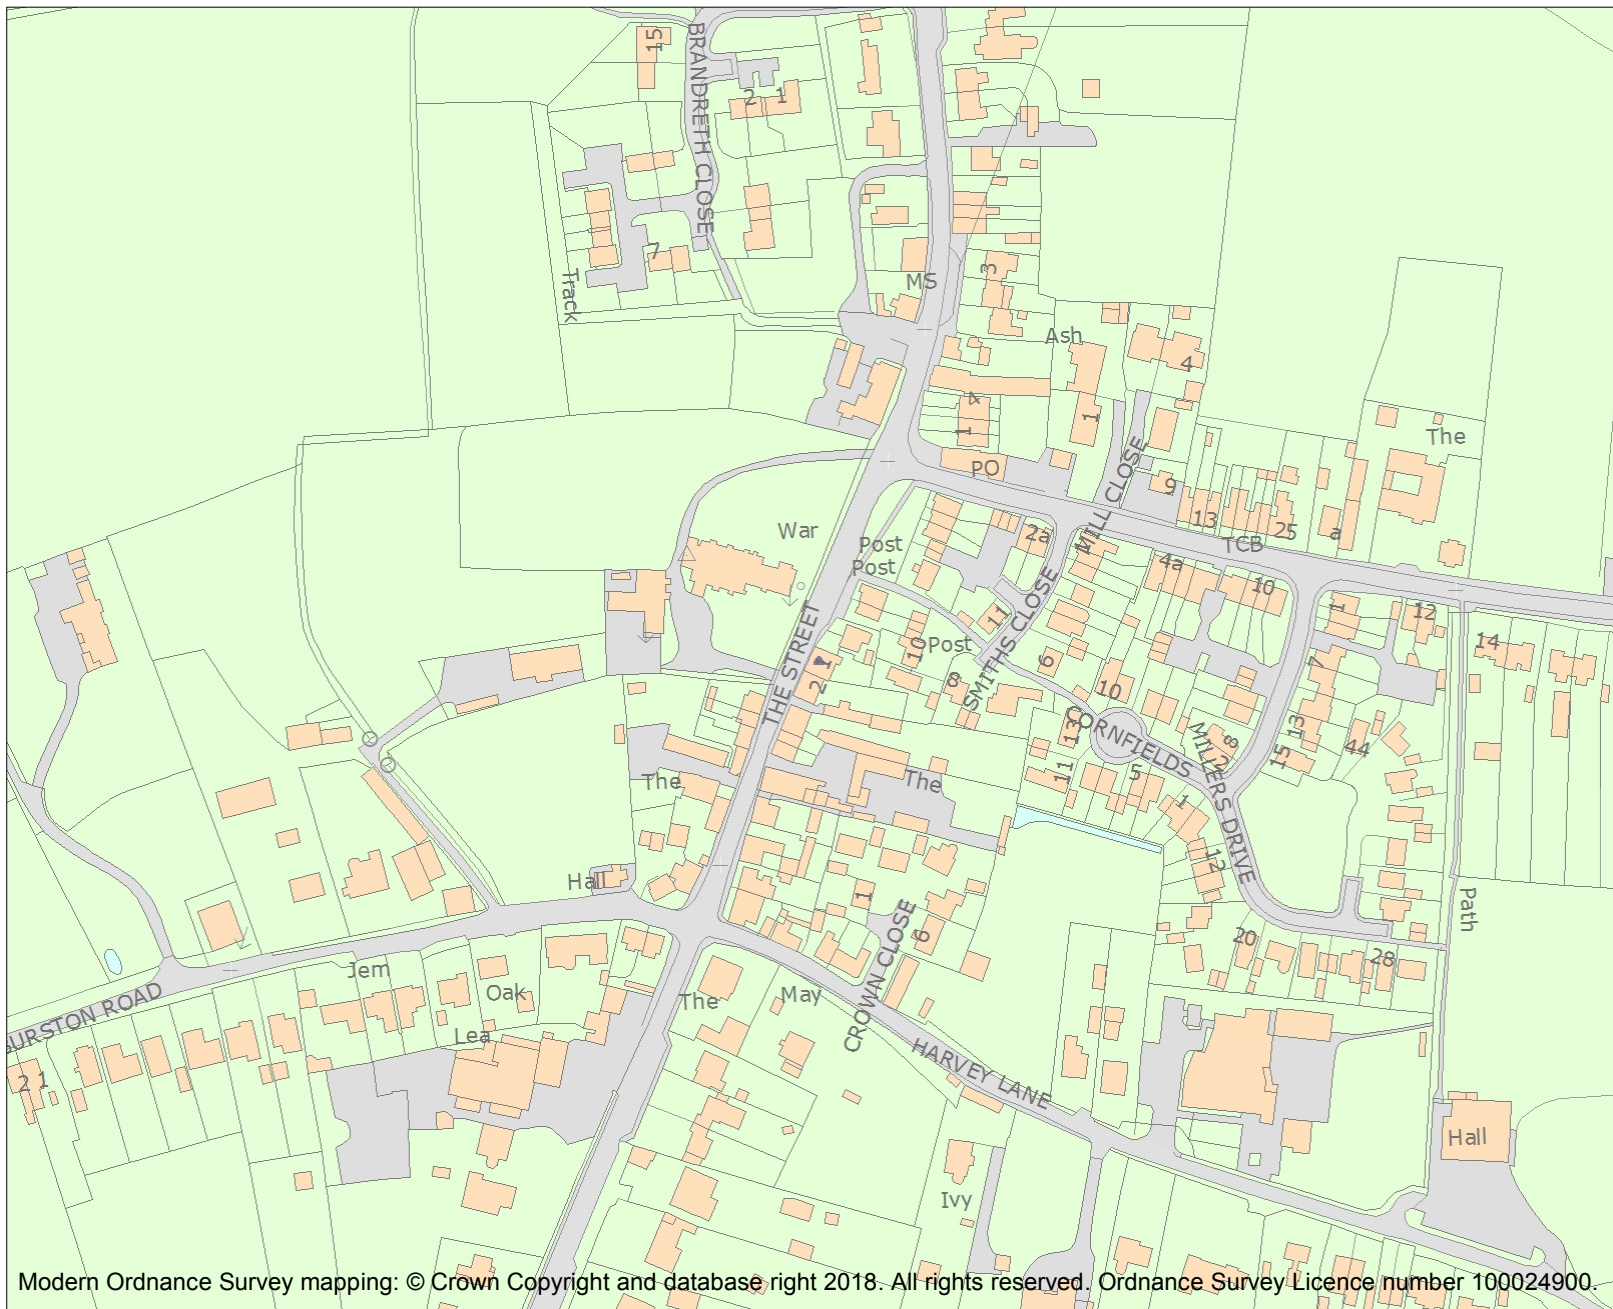 15
BRANDRETH CLOSE
2 1
7
Track
MS
3
Ash
4
4
1
1
The
PO
MILL CLOSE
9
13
25
a
War
Post
Post
2a
TCB
4a
10
1
12
14
THE STREET
11
SMITHS CLOSE
Post
10
8
6
10
7
1
2
13
CORNFIELDS
11
5
1
MILLERS DRIVE
2 8
15 13
44
The
The
12
Hall
1
CROWN CLOSE
6
20
28
Path
Jem
Oak
Lea
The
May
BURSTON ROAD
2 1
HARVEY LANE
Hall
Ivy
Modern Ordnance Survey mapping: © Crown Copyright and database right 2018. All rights reserved. Ordnance Survey Licence number 100024900.